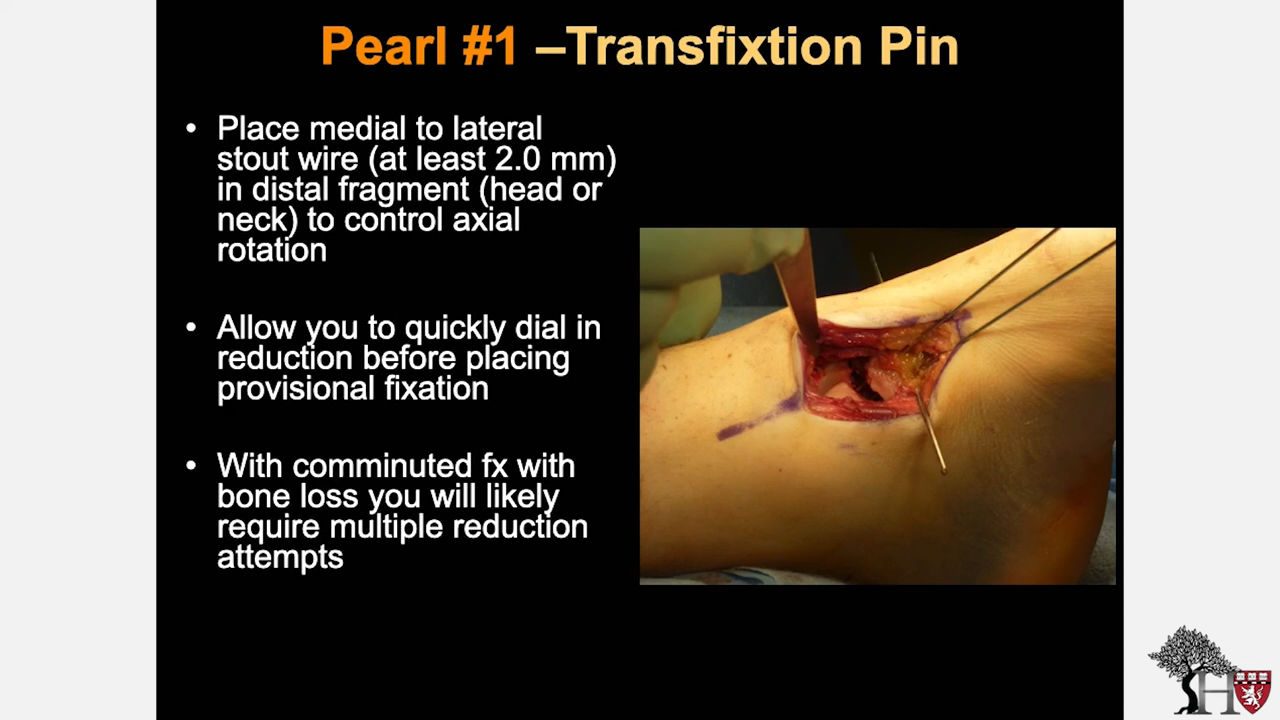 Pearl #1 –Transfixtion Pin
• Place medial to lateral
stout wire (at least 2.0 mm)
in distal fragment (head or
neck) to control axial
rotation
• Allow you to quickly dial in
reduction before placing
provisional fixation
• With comminuted fx with
bone loss you will likely
require multiple reduction
attempts
H